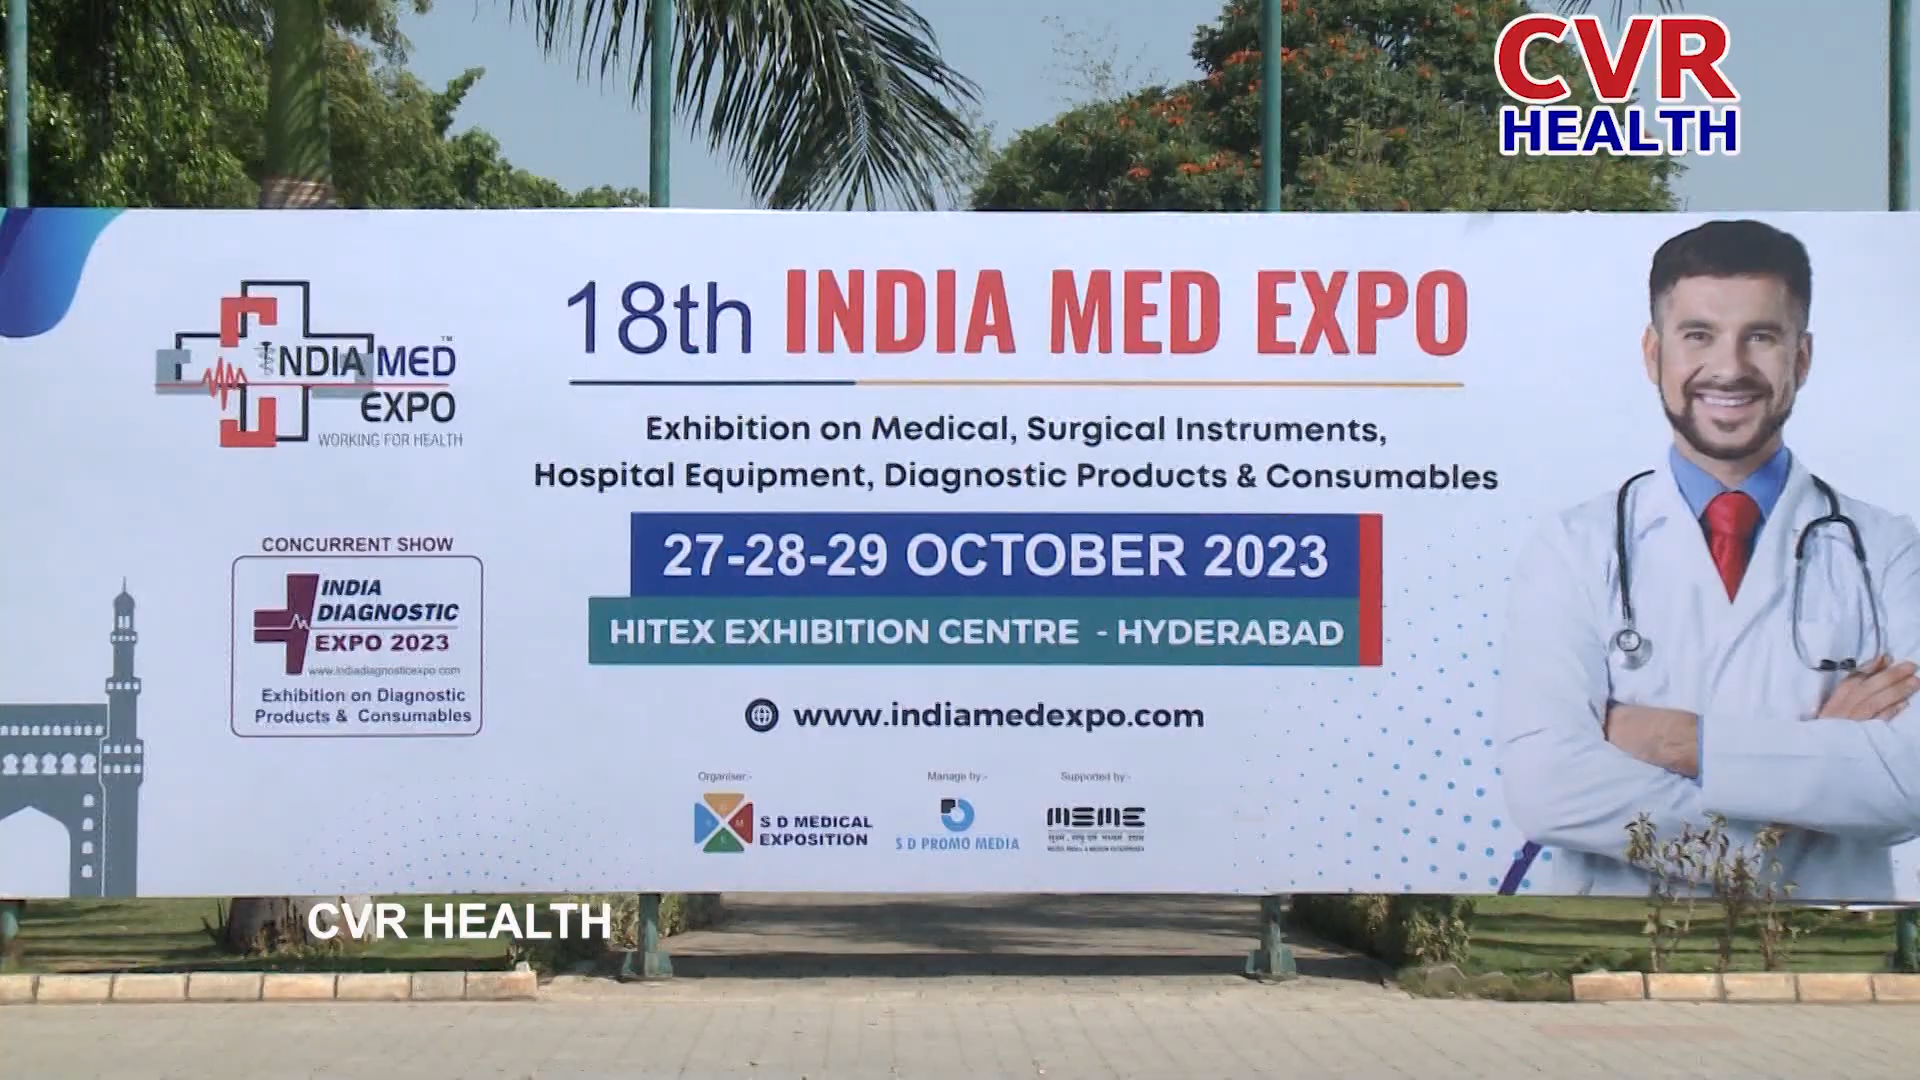 CVR
HEALTH
18th INDIA MED EXPO
INDIA MED
EXPO
WORKING FOR HEALTH
TM
Exhibition on Medical, Surgical Instruments,
Hospital Equipment, Diagnostic Products & Consumables
CONCURRENT SHOW
INDIA
DIAGNOSTIC
EXPO 2023
www.indiadiagnosticexpo.com
Exhibition on Diagnostic
Products & Consumables
27-28-29 OCTOBER 2023
HITEX EXHIBITION CENTRE - HYDERABAD
www.indiamedexpo.com
Organiser:-
S D MEDICAL
EXPOSITION
Manage by:-
S D PROMO MEDIA
Supported by:-
MSME
CVR HEALTH